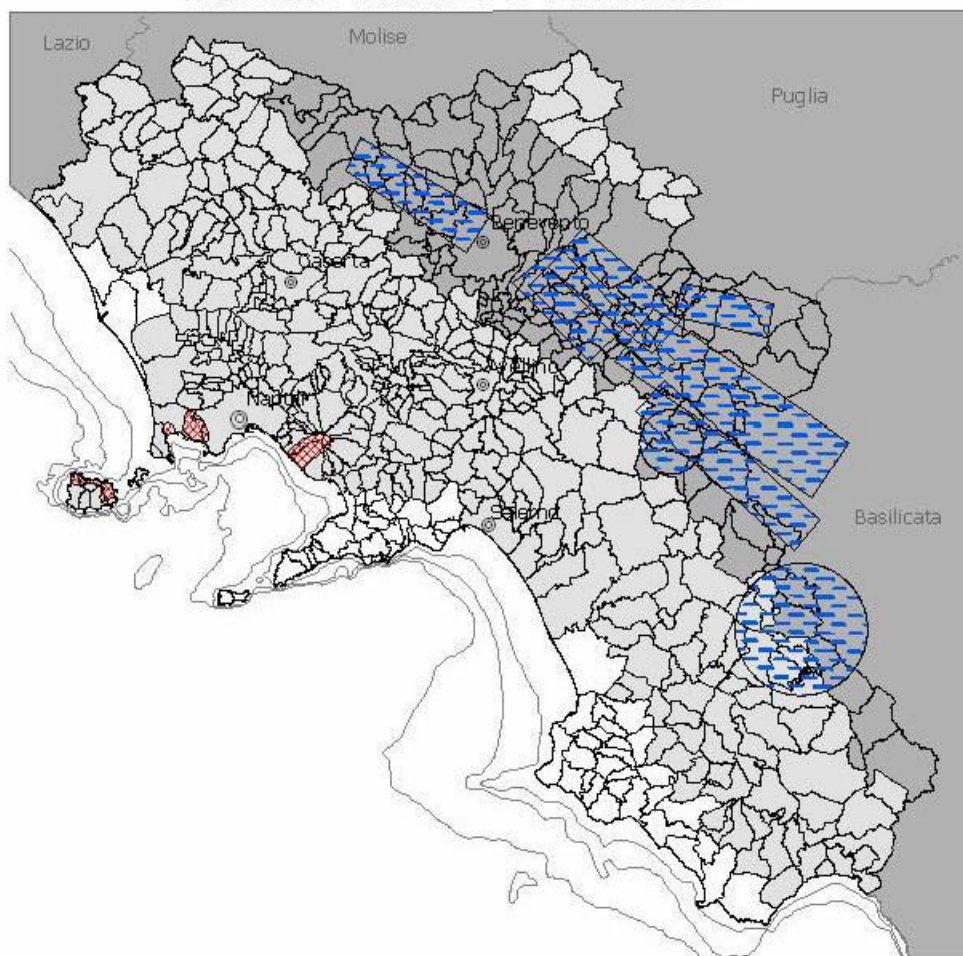 Lazio
Molise
Puglia
Benevento
Caserta
Avellino
Napoli
Salerno
Basilicata